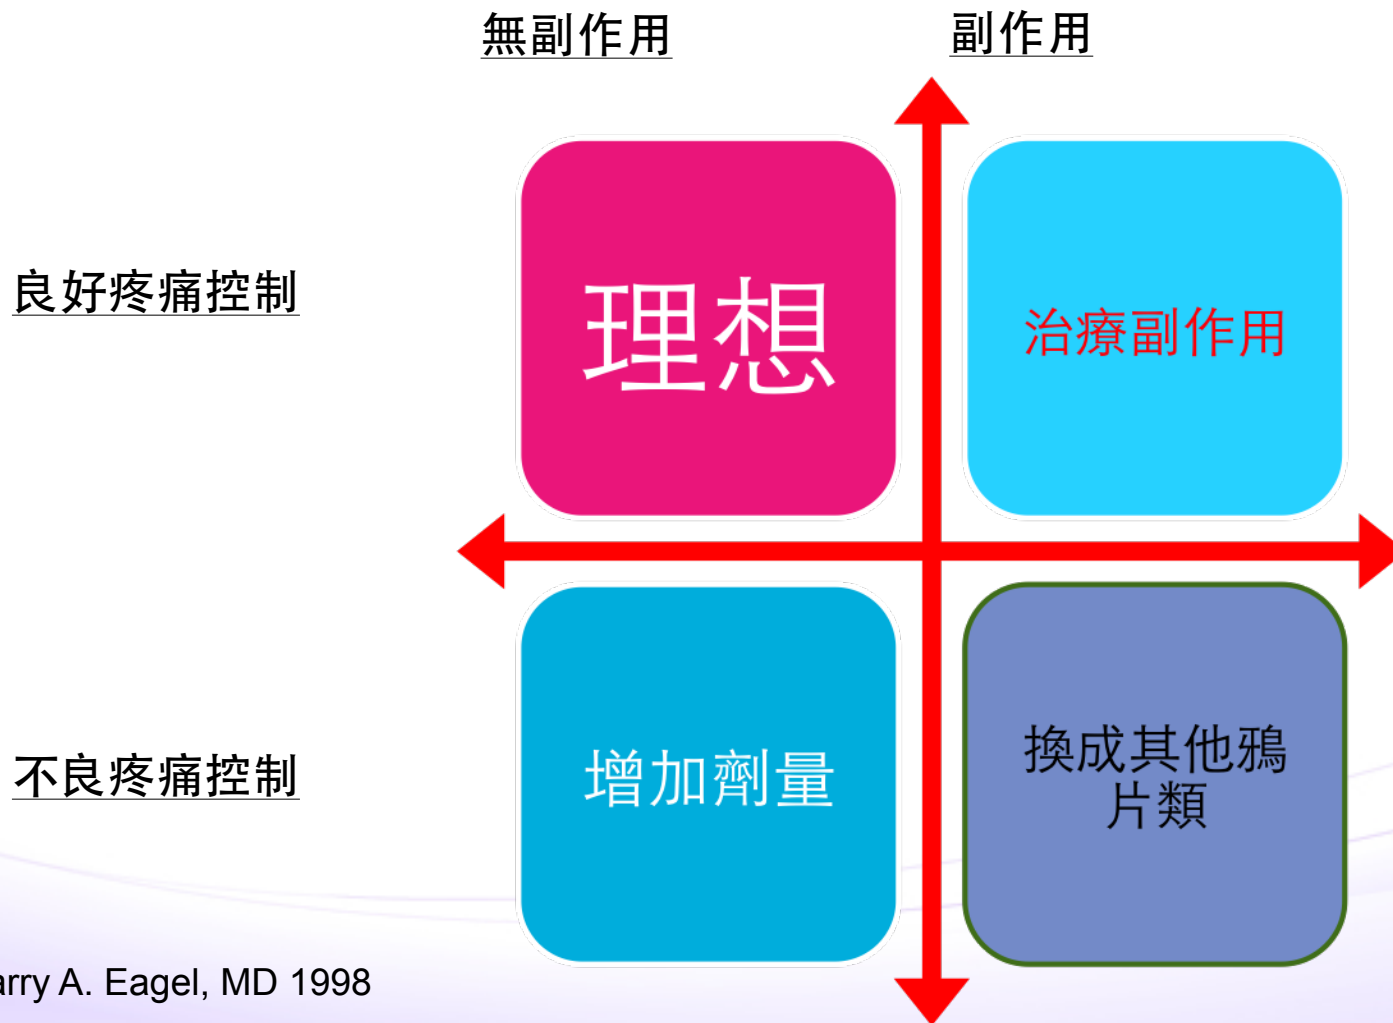 無副作用
副作用
良好疼痛控制
理想
治療副作用
不良疼痛控制
增加劑量
換成其他鴉
片類
arry A. Eagel, MD 1998